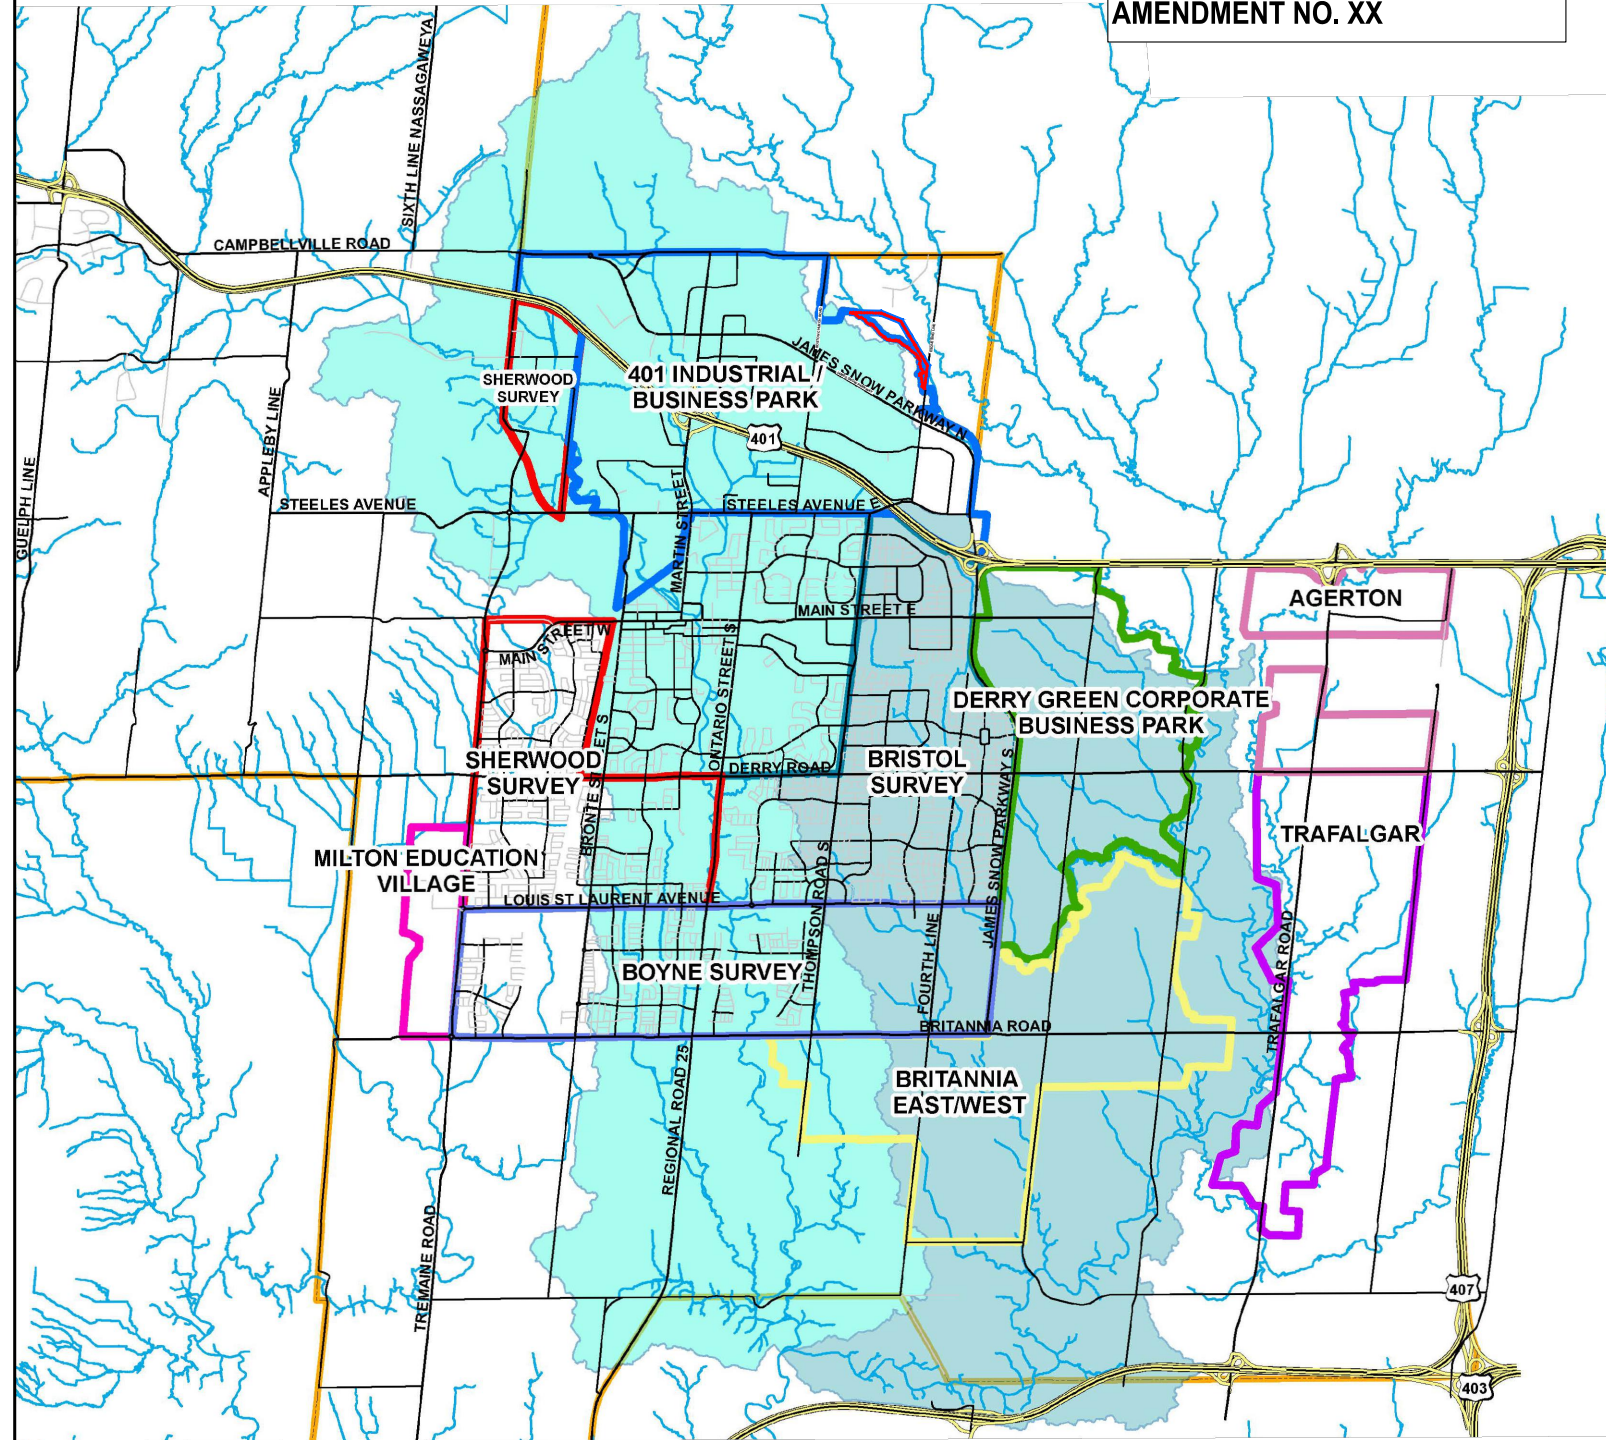 AMENDMENT NO. XX
SIXTH LINE NASSAGAWEYA
CAMPBELLVILLE ROAD
JAMES SNOW PARKWAY N
401 INDUSTRIAL /
BUSINESS PARK
SHERWOOD
SURVEY
401
APPLEBY LINE
GUELPH LINE
STEELES AVENUE
STEELES AVENUE E
MARTIN STREET
AGERTON
MAIN STREET E
MAIN STREET W
ONTARIO STREET S
DERRY GREEN CORPORATE
BUSINESS PARK
BRONTE STREET S
SHERWOOD
SURVEY
DERRY ROAD
BRISTOL
SURVEY
JAMES SNOW PARKWAY S
TRAFALGAR
MILTON EDUCATION
VILLAGE
LOUIS ST LAURENT AVENUE
THOMPSON ROAD S
FOURTH LINE
TRAFALGAR ROAD
BOYNE SURVEY
BRITANNIA ROAD
BRITANNIA
EAST/WEST
REGIONAL ROAD 25
TREMAINE ROAD
407
403